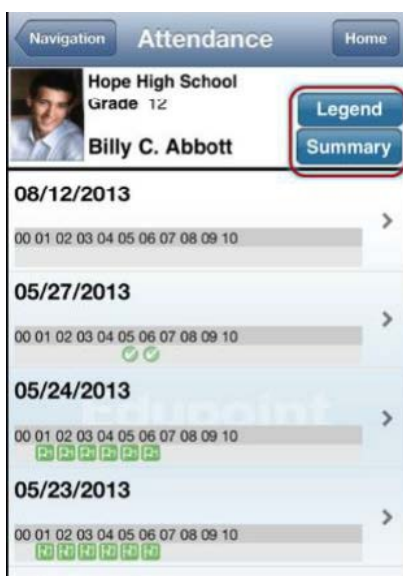 Navigation Attendance Home
Hope High School
Grade 12
Legend
Billy C. Abbott
Summary
08/12/2013
00 01 02 03 04 05 06 07 08 09 10
05/27/2013
00 01 02 03 04 05 06 07 08 09 10
05/24/2013
Edupoint
00 01 02 03 04 05 06 07 08 09 10
05/23/2013
00 01 02 03 04 05 06 07 08 09 10